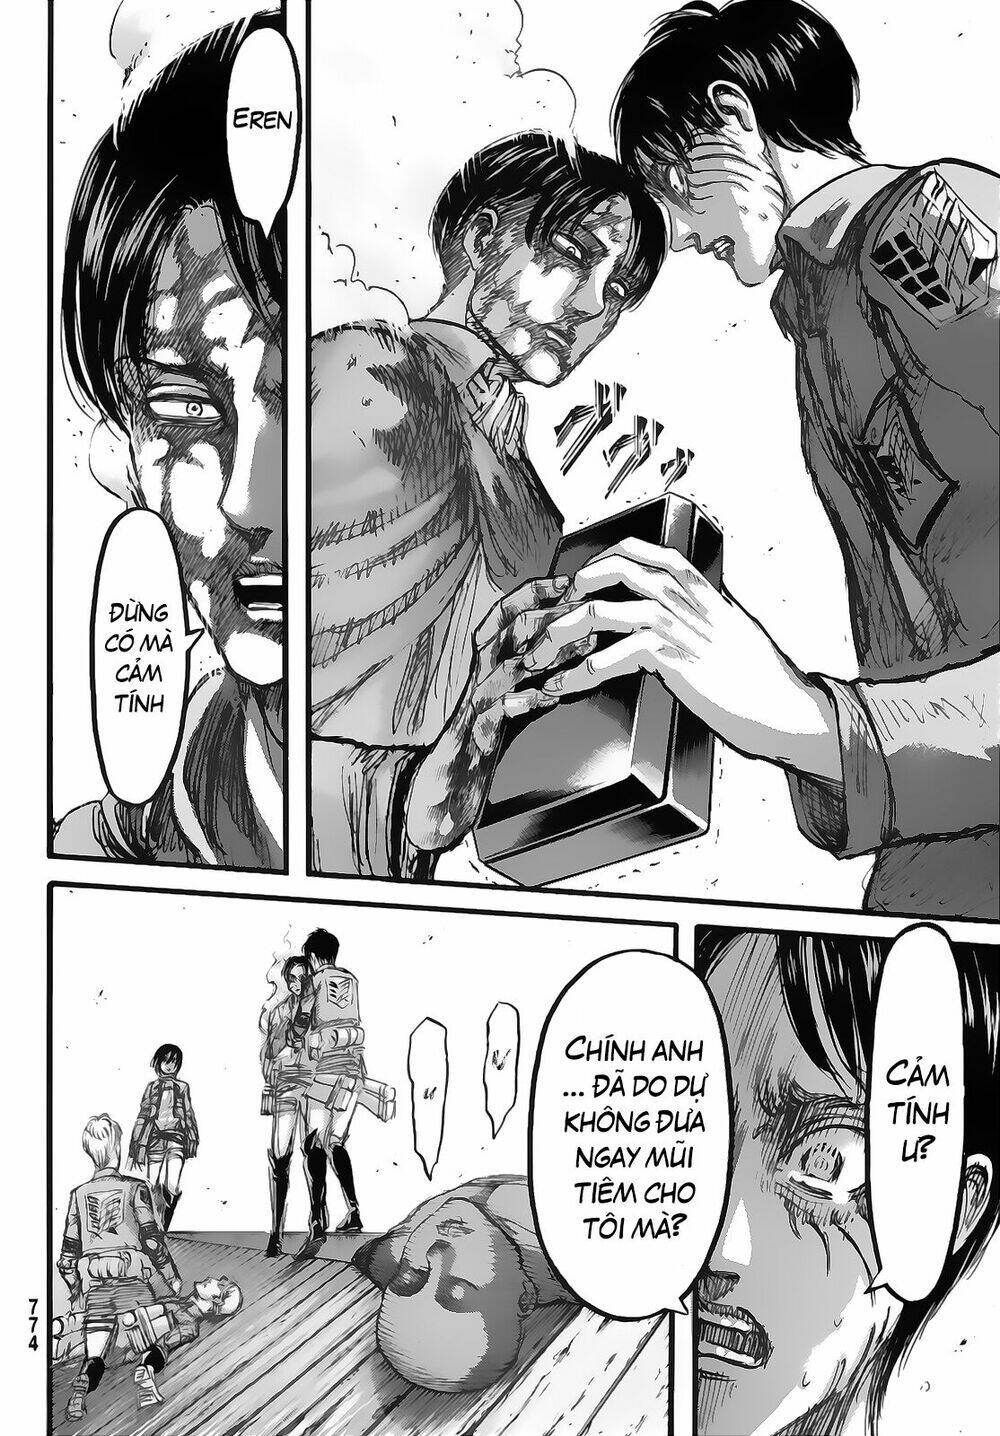 EREN
ĐỪNG
CÓ MÀ
CẢM
TÍNH
CẢM
TÍNH
Ư?
CHÍNH ANH
... ĐÃ DO DỰ
KHÔNG ĐƯA
NGAY MŨI
TIÊM CHO
TÔI MÀ?
774